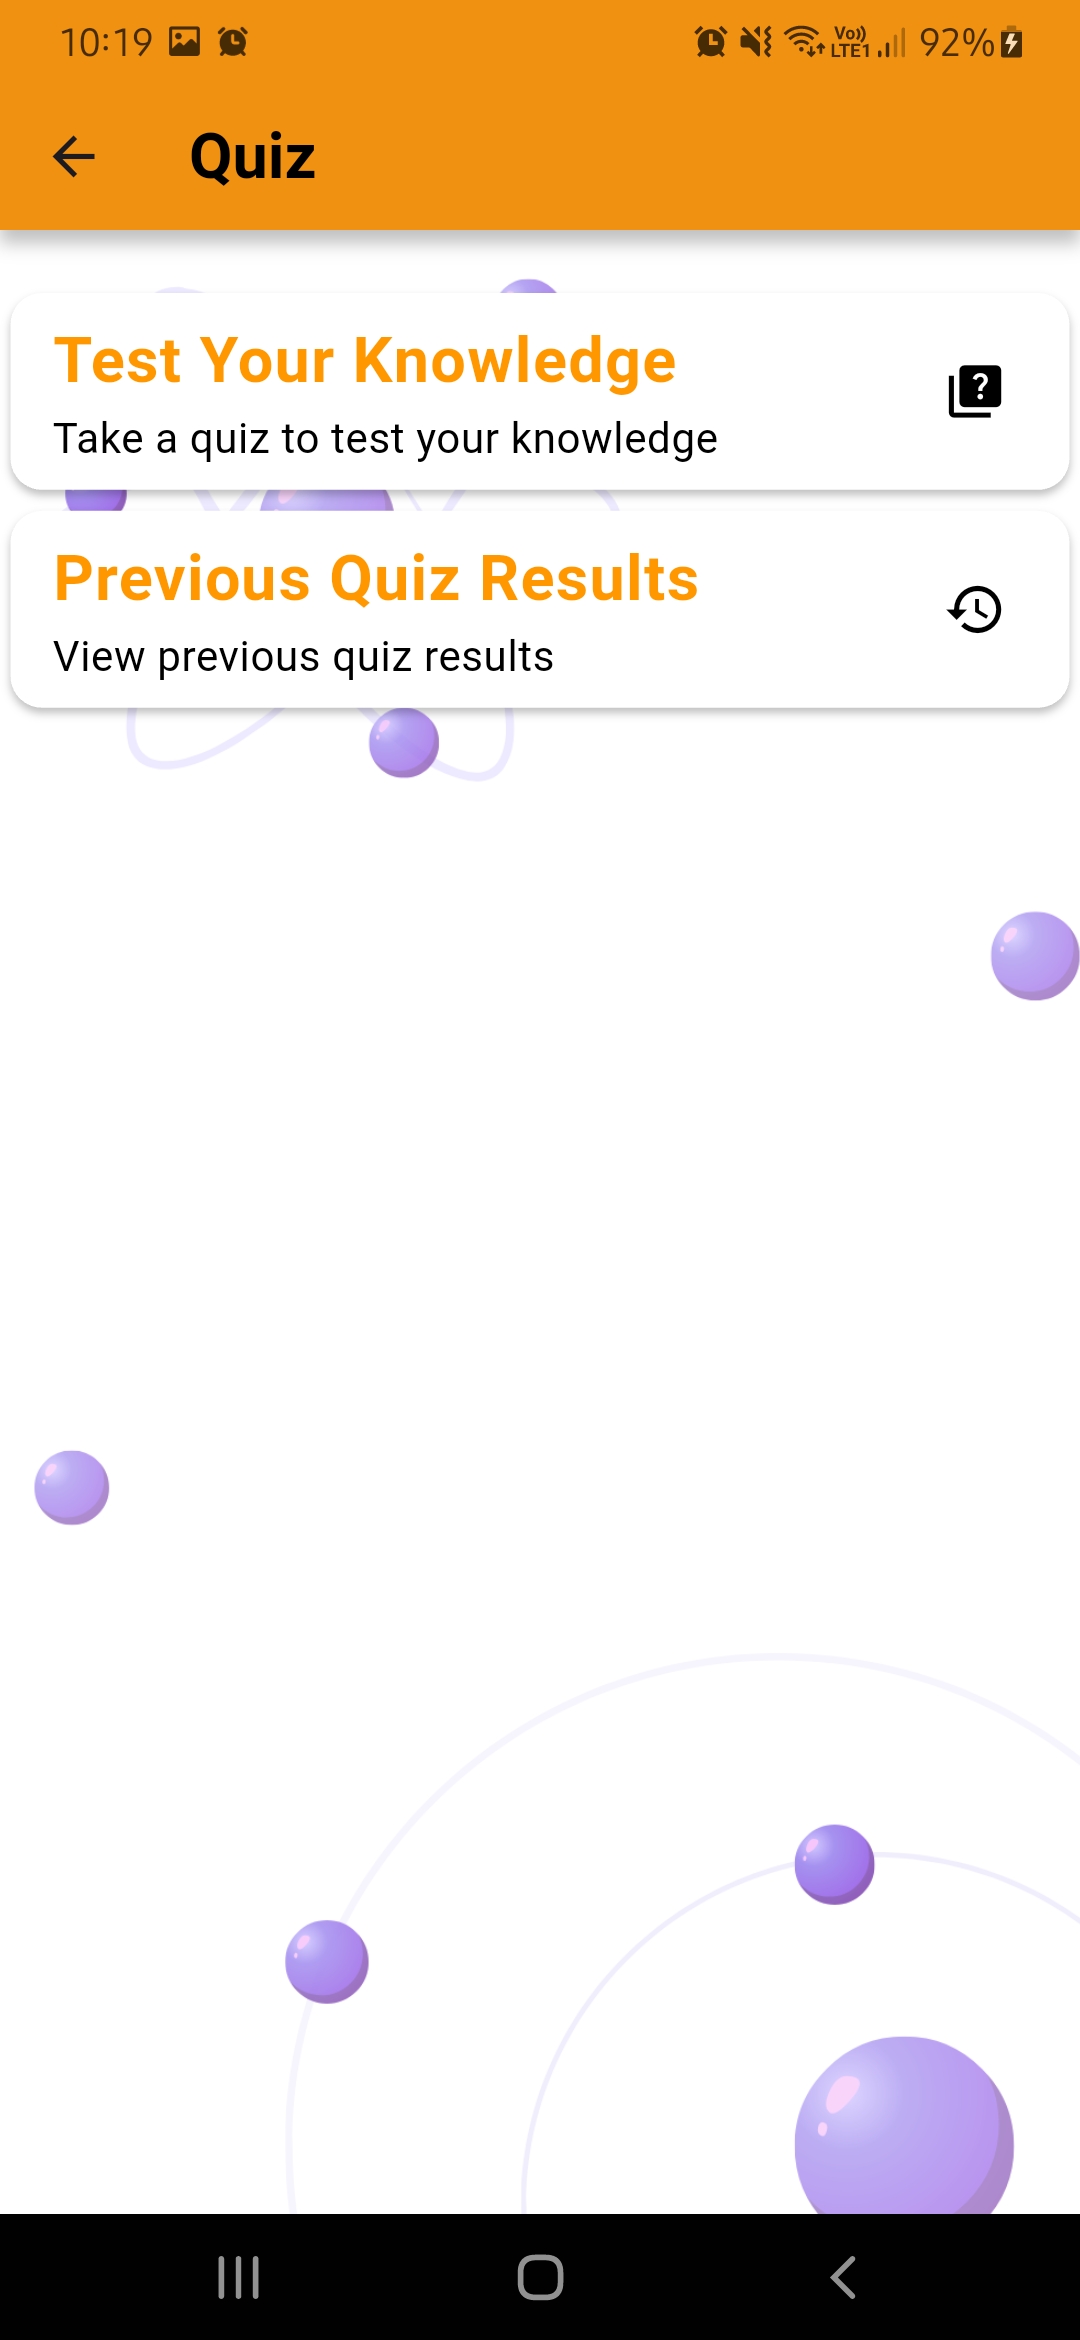 10:19 Vo)) LTE1 92%
Quiz
Test Your Knowledge
Take a quiz to test your knowledge
Previous Quiz Results
View previous quiz results